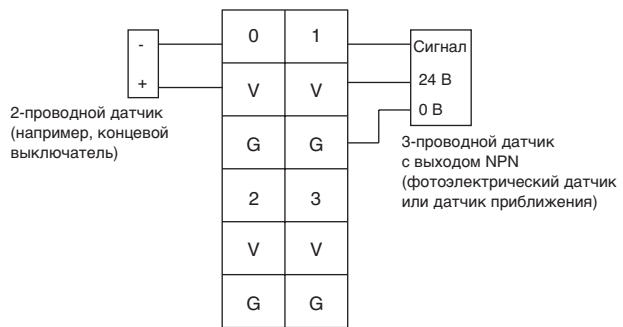 -
+
2-проводной датчик
(например, концевой
выключатель)
0 1
V V
G G
2 3
V V
G G
Сигнал
24 В
0 В
3-проводной датчик
с выходом NPN
(фотоэлектрический датчик
или датчик приближения)